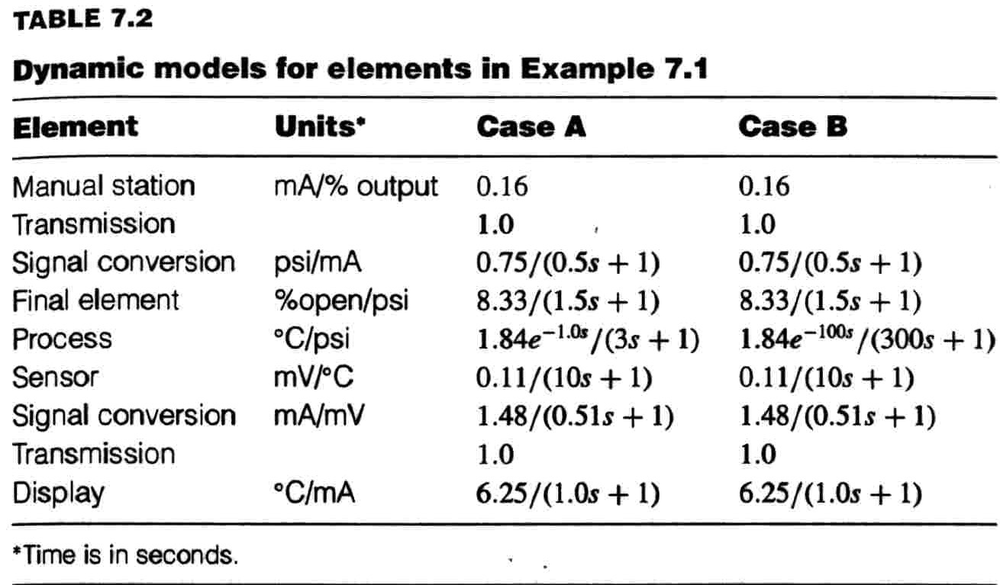 TABLE 7.2
Dynamic models for elements in Example 7.1
Element Units* Case A Case B
Manual station mA/% output 0.16 0.16
Transmission 1.0 1.0
Signal conversion psi/mA 0.75/(0.5s + 1) 0.75/(0.5s + 1)
Final element %open/psi 8.33/(1.5s + 1) 8.33/(1.5s + 1)
Process °C/psi 1.84e^{-1.0s}/(3s + 1) 1.84e^{-100s}/(300s + 1)
Sensor mV/°C 0.11/(10s + 1) 0.11/(10s + 1)
Signal conversion mA/mV 1.48/(0.51s + 1) 1.48/(0.51s + 1)
Transmission 1.0 1.0
Display °C/mA 6.25/(1.0s + 1) 6.25/(1.0s + 1)
*Time is in seconds.